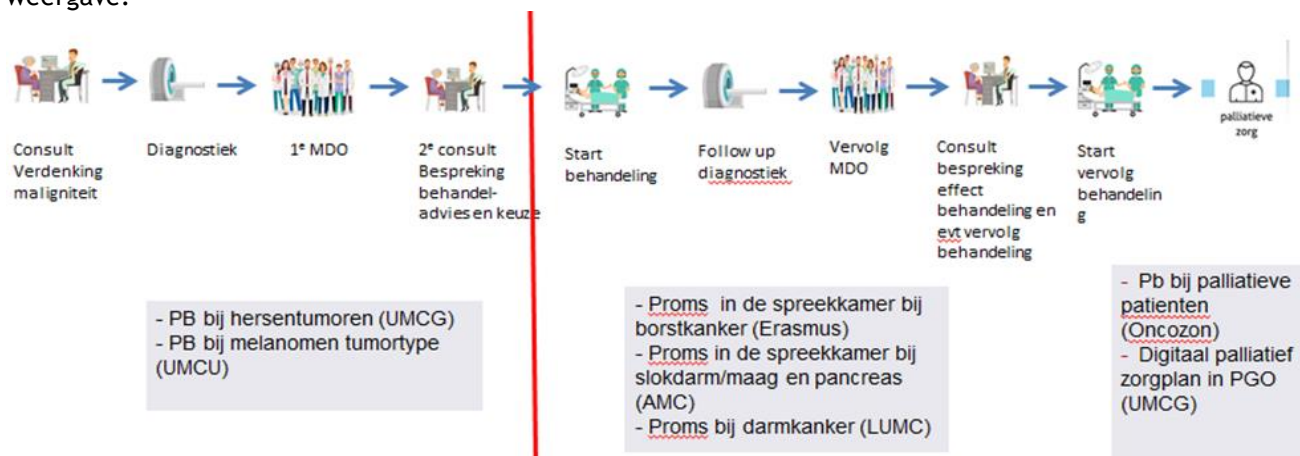 weergave:
Consult
Verdenking
maligniteit
Diagnostiek
1e MDO
2e consult
Bespreking
behandel-
advies en keuze
Start
behandeling
Follow up
diagnostiek
Vervolg
MDO
Consult
bespreking
effect
behandeling en
evt vervolg
behandeling
Start
vervolg
behandelin
g
palliatieve
zorg
- PB bij hersentumoren (UMCG)
- PB bij melanomen tumortype
(UMCU)
- Proms in de spreekkamer bij
borstkanker (Erasmus)
- Proms in de spreekkamer bij
slokdarm/maag en pancreas
(AMC)
- Proms bij darmkanker (LUMC)
- Pb bij palliatieve
patienten
(Oncozon)
- Digitaal palliatief
zorgplan in PGO
(UMCG)